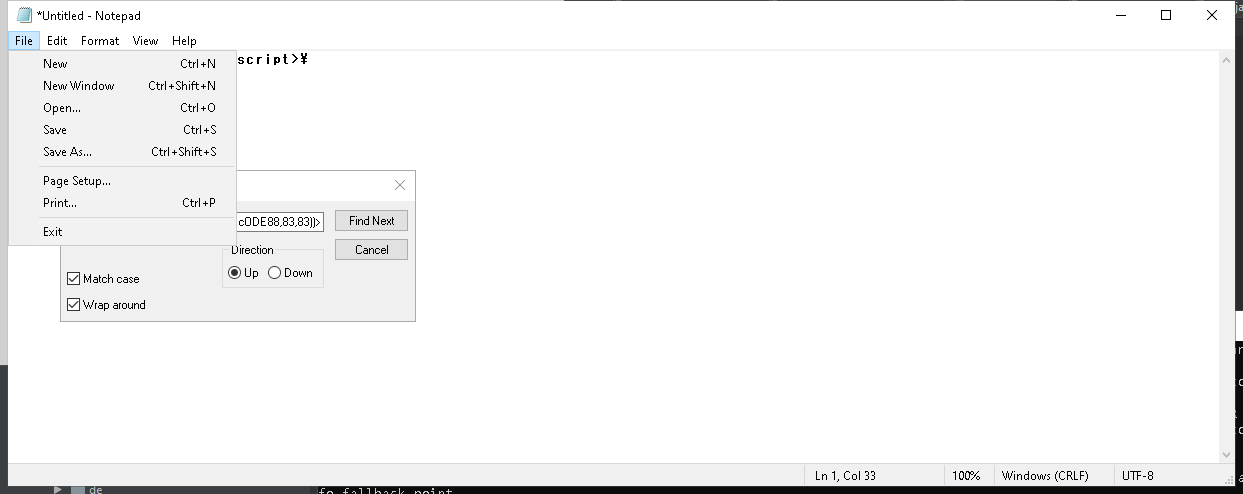 *Untitled - Notepad
File Edit Format View Help
script>¥
New Ctrl+N
New Window Ctrl+Shift+N
Open... Ctrl+O
Save Ctrl+S
Save As... Ctrl+Shift+S
Page Setup...
Print... Ctrl+P
Exit
cODE88,83,83))>
Find Next
Cancel
Direction
Up Down
Match case
Wrap around
Ln 1, Col 33 100% Windows (CRLF) UTF-8
de
fo fallback point